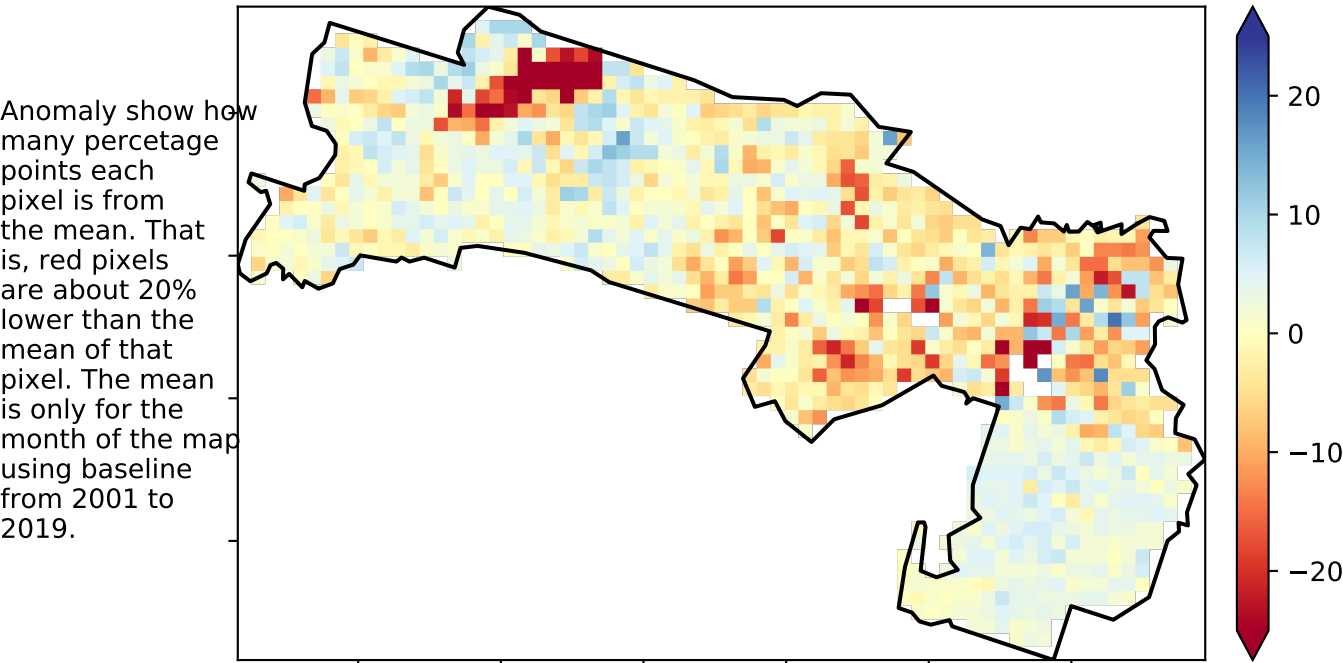 Anomaly show how
many percetage
points each
pixel is from
the mean. That
is, red pixels
are about 20%
lower than the
mean of that
pixel. The mean
is only for the
month of the map
using baseline
from 2001 to
2019.
20
10
0
−10
−20